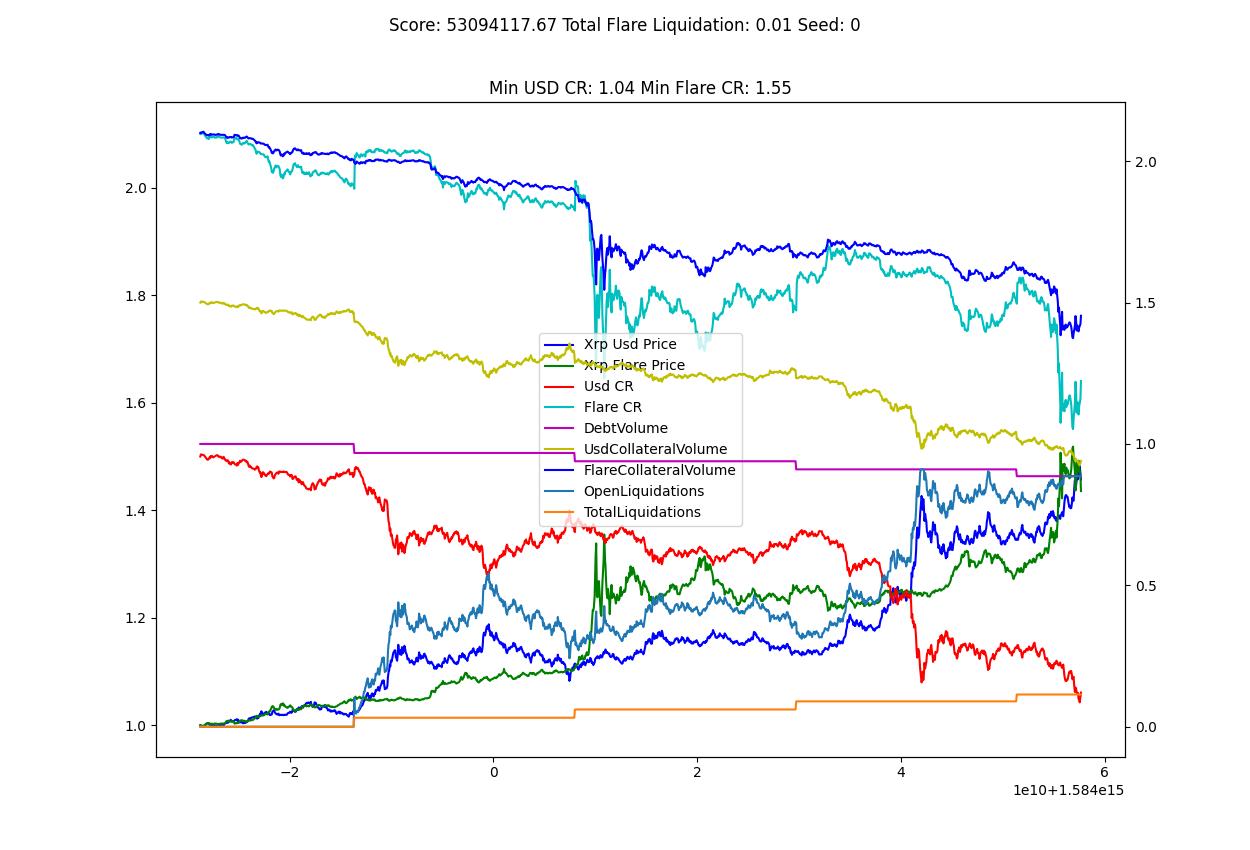 Score: 53094117.67 Total Flare Liquidation: 0.01 Seed: 0
Min USD CR: 1.04 Min Flare CR: 1.55
2.0
1.8
1.6
1.4
1.2
1.0
2.0
1.5
1.0
0.5
0.0
Xrp Usd Price
Xrp Flare Price
Usd CR
Flare CR
DebtVolume
UsdCollateralVolume
FlareCollateralVolume
OpenLiquidations
TotalLiquidations
−2 0 2 4 6
1e10+1.584e15